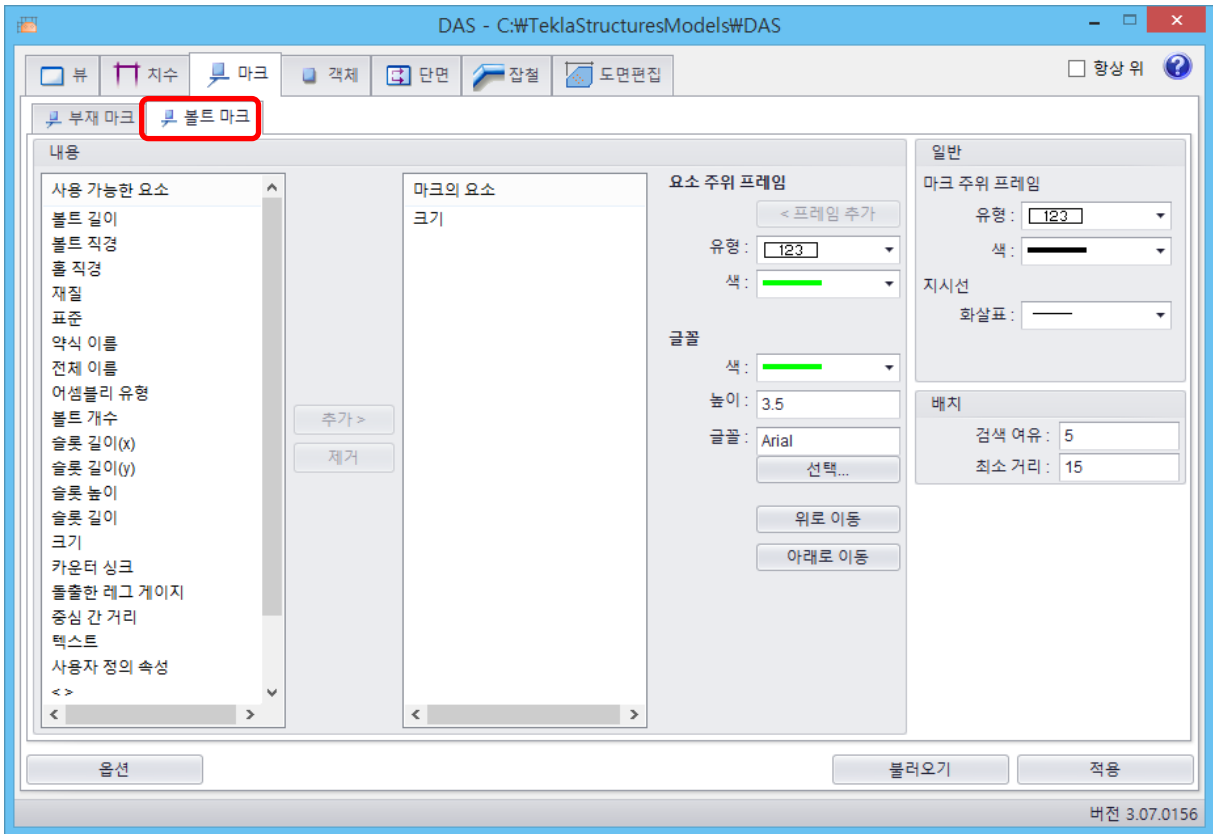 DAS - C:₩TeklaStructuresModels₩DAS
뷰 치수 마크 객체 단면 잡철 도면편집
항상 위
부재 마크 볼트 마크
내용
사용 가능한 요소
볼트 길이
볼트 직경
홀 직경
재질
표준
약식 이름
전체 이름
어셈블리 유형
볼트 개수
슬롯 길이(x)
슬롯 길이(y)
슬롯 높이
슬롯 길이
크기
카운터 싱크
돌출한 레그 게이지
중심 간 거리
텍스트
사용자 정의 속성
< >
추가 >
제거
마크의 요소
크기
요소 주위 프레임
< 프레임 추가
유형 : 123
색 :
글꼴
색 :
높이 : 3.5
글꼴 : Arial
선택...
위로 이동
아래로 이동
일반
마크 주위 프레임
유형 : 123
색 :
지시선
화살표 :
배치
검색 여유 : 5
최소 거리 : 15
옵션 불러오기 적용
버전 3.07.0156